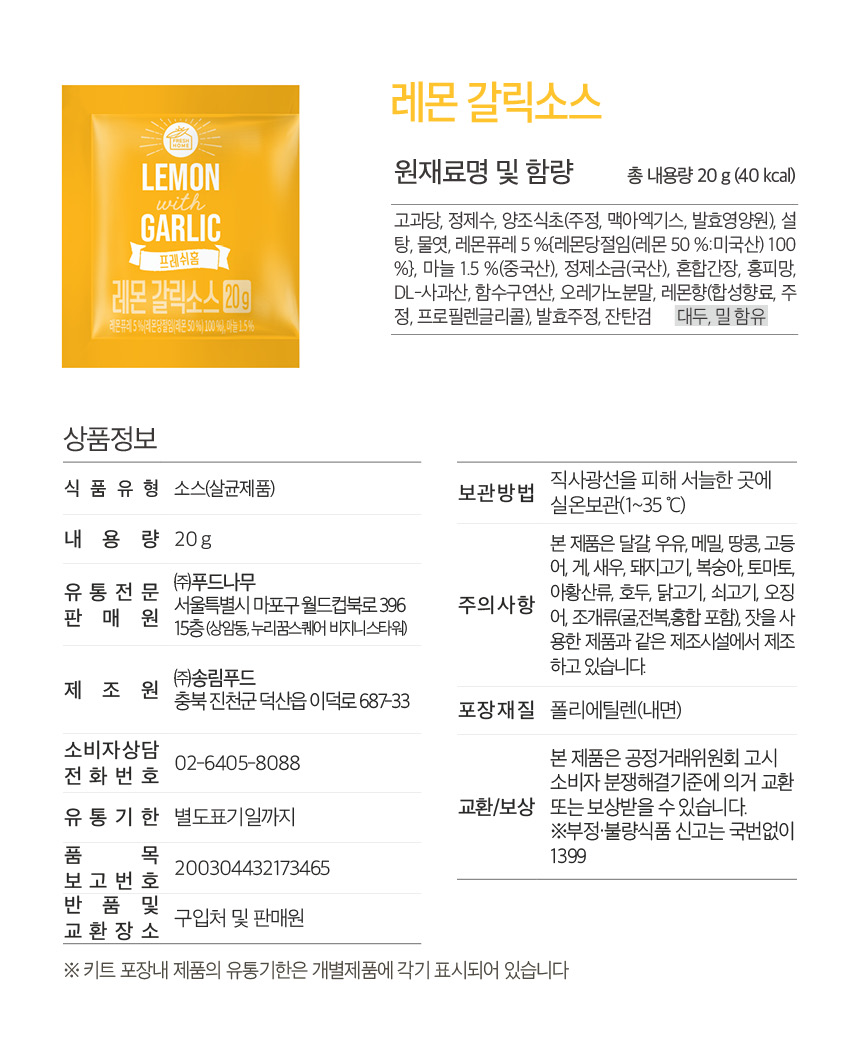 FRESH
HOME
LEMON
with
GARLIC
프레쉬홈
레몬 갈릭소스 20g
레몬퓨레 5 %{레몬당절임(레몬 50 %) 100 %}, 마늘 1.5 %
레몬 갈릭소스
원재료명 및 함량 총 내용량 20 g (40 kcal)
고과당, 정제수, 양조식초(주정, 맥아엑기스, 발효영양원), 설
탕, 물엿, 레몬퓨레 5 %{레몬당절임(레몬 50 %:미국산) 100
%}, 마늘 1.5 %(중국산), 정제소금(국산), 혼합간장, 홍피망,
DL-사과산, 함수구연산, 오레가노분말, 레몬향(합성향료, 주
정, 프로필렌글리콜), 발효주정, 잔탄검 대두, 밀 함유
상품정보
식품유형 소스(살균제품)
내용량 20 g
유통전문
판매원
㈜푸드나무
서울특별시 마포구 월드컵북로 396
15층 (상암동, 누리꿈스퀘어 비지니스타워)
제조원
㈜송림푸드
충북 진천군 덕산읍 이덕로 687-33
소비자상담
전화번호
02-6405-8088
유통기한 별도표기일까지
품목
보고번호
200304432173465
반품 및
교환장소
구입처 및 판매원
보관방법
직사광선을 피해 서늘한 곳에
실온보관(1~35 ℃)
주의사항
본 제품은 달걀, 우유, 메밀, 땅콩, 고등
어, 게, 새우, 돼지고기, 복숭아, 토마토,
아황산류, 호두, 닭고기, 쇠고기, 오징
어, 조개류(굴,전복,홍합 포함), 잣을 사
용한 제품과 같은 제조시설에서 제조
하고 있습니다.
포장재질 폴리에틸렌(내면)
교환/보상
본 제품은 공정거래위원회 고시
소비자 분쟁해결기준에 의거 교환
또는 보상받을 수 있습니다.
※부정·불량식품 신고는 국번없이
1399
※ 키트 포장내 제품의 유통기한은 개별제품에 각기 표시되어 있습니다